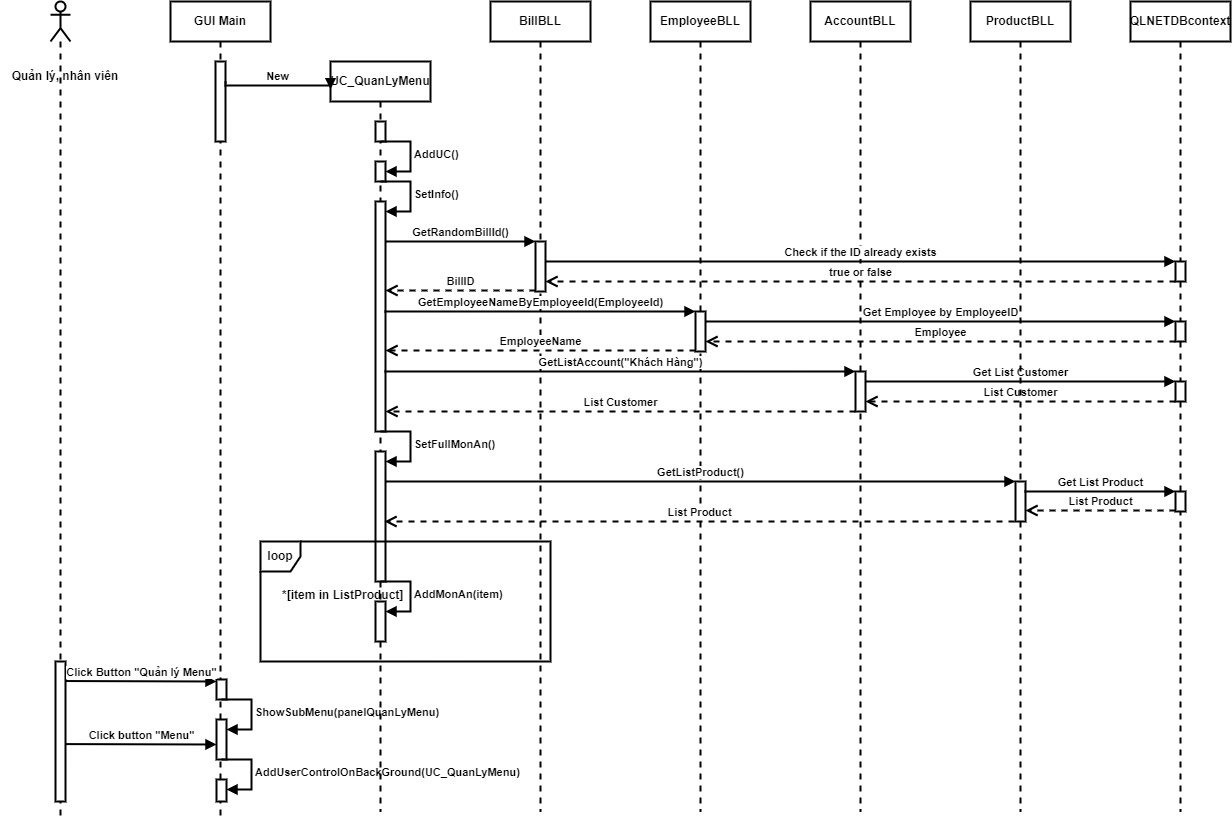 GUI Main
BillBLL
EmployeeBLL
AccountBLL
ProductBLL
QLNETDBcontext
Quản lý, nhân viên
New
UC_QuanLyMenu
AddUC()
SetInfo()
GetRandomBillId()
Check if the ID already exists
true or false
BillID
GetEmployeeNameByEmployeeId(EmployeeId)
Get Employee by EmployeeID
Employee
EmployeeName
GetListAccount("Khách Hàng")
Get List Customer
List Customer
List Customer
SetFullMonAn()
GetListProduct()
Get List Product
List Product
List Product
loop
*[item in ListProduct]
AddMonAn(item)
Click Button "Quản lý Menu"
ShowSubMenu(panelQuanLyMenu)
Click button "Menu"
AddUserControlOnBackGround(UC_QuanLyMenu)